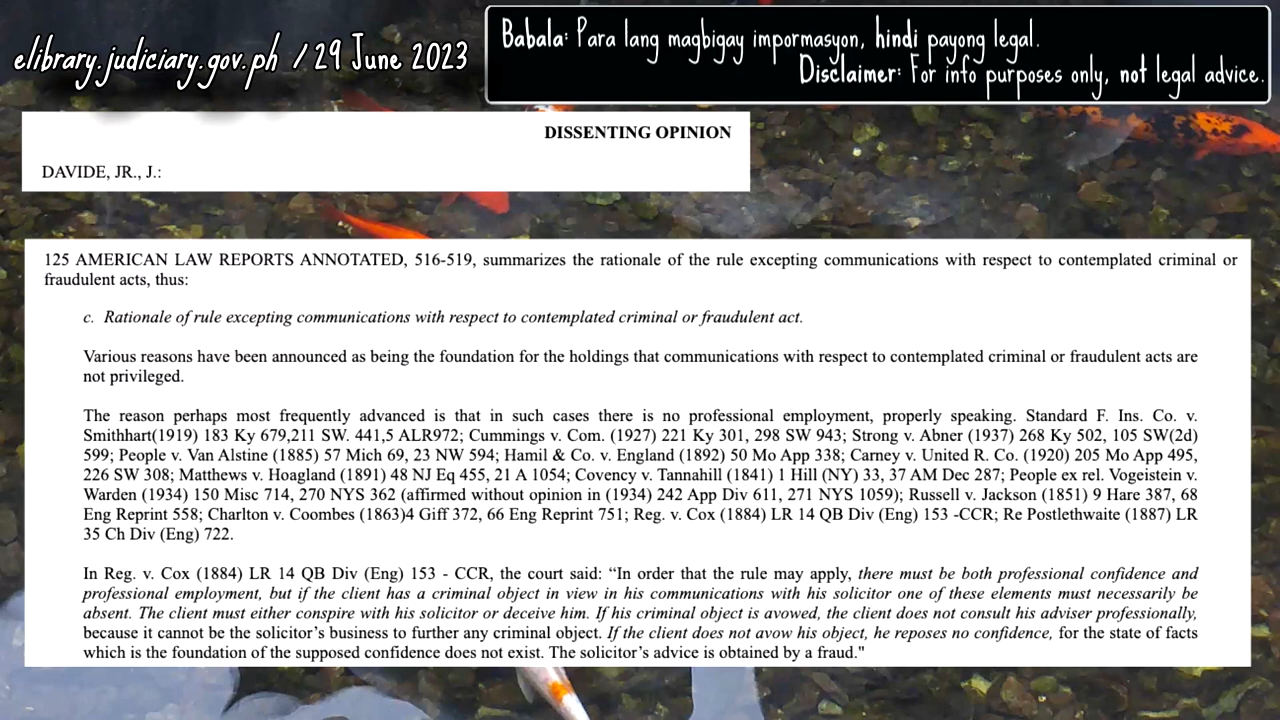 elibrary.judiciary.gov.ph / 29 June 2023
Babala: Para lang magbigay impormasyon, hindi payong legal.
Disclaimer: For info purposes only, not legal advice.
DISSENTING OPINION
DAVIDE, JR., J.:
125 AMERICAN LAW REPORTS ANNOTATED, 516-519, summarizes the rationale of the rule excepting communications with respect to contemplated criminal or
fraudulent acts, thus:
c. Rationale of rule excepting communications with respect to contemplated criminal or fraudulent act.
Various reasons have been announced as being the foundation for the holdings that communications with respect to contemplated criminal or fraudulent acts are
not privileged.
The reason perhaps most frequently advanced is that in such cases there is no professional employment, properly speaking. Standard F. Ins. Co. v.
Smithhart(1919) 183 Ky 679,211 SW. 441,5 ALR972; Cummings v. Com. (1927) 221 Ky 301, 298 SW 943; Strong v. Abner (1937) 268 Ky 502, 105 SW(2d)
599; People v. Van Alstine (1885) 57 Mich 69, 23 NW 594; Hamil & Co. v. England (1892) 50 Mo App 338; Carney v. United R. Co. (1920) 205 Mo App 495,
226 SW 308; Matthews v. Hoagland (1891) 48 NJ Eq 455, 21 A 1054; Covency v. Tannahill (1841) 1 Hill (NY) 33, 37 AM Dec 287; People ex rel. Vogeistein v.
Warden (1934) 150 Misc 714, 270 NYS 362 (affirmed without opinion in (1934) 242 App Div 611, 271 NYS 1059); Russell v. Jackson (1851) 9 Hare 387, 68
Eng Reprint 558; Charlton v. Coombes (1863)4 Giff 372, 66 Eng Reprint 751; Reg. v. Cox (1884) LR 14 QB Div (Eng) 153 -CCR; Re Postlethwaite (1887) LR
35 Ch Div (Eng) 722.
In Reg. v. Cox (1884) LR 14 QB Div (Eng) 153 - CCR, the court said: “In order that the rule may apply, there must be both professional confidence and
professional employment, but if the client has a criminal object in view in his communications with his solicitor one of these elements must necessarily be
absent. The client must either conspire with his solicitor or deceive him. If his criminal object is avowed, the client does not consult his adviser professionally,
because it cannot be the solicitor’s business to further any criminal object. If the client does not avow his object, he reposes no confidence, for the state of facts
which is the foundation of the supposed confidence does not exist. The solicitor’s advice is obtained by a fraud."